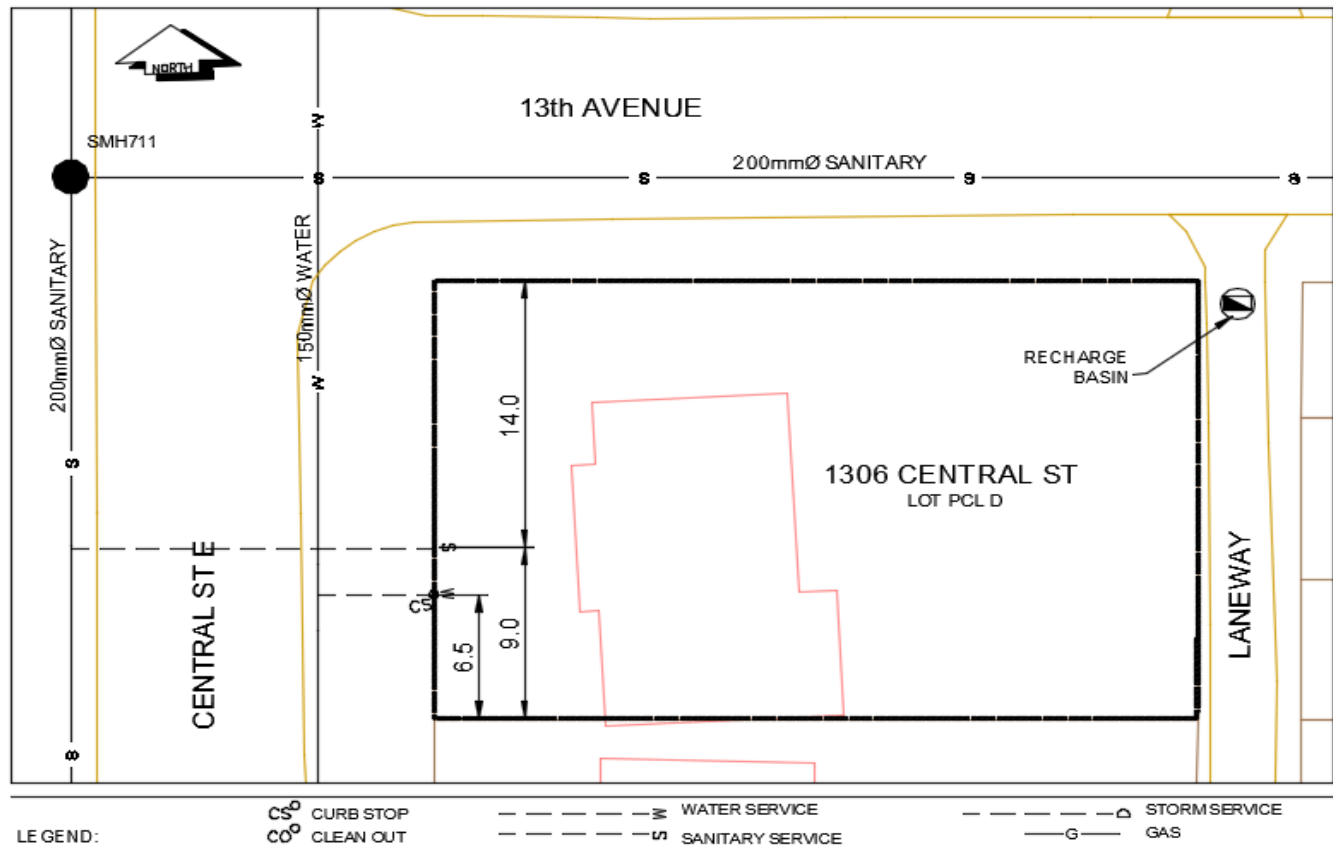 NORTH
13th AVENUE
SMH711
200mmØ SANITARY
W
S
S
S
S
200mmØ SANITARY
150mmØ WATER
W
RECHARGE
BASIN
14.0
1306 CENTRAL ST
LOT PCL D
S
S
CENTRAL ST E
W
CS
9.0
6.5
LANEWAY
S
LEGEND:
CS CURB STOP
CO CLEAN OUT
W WATER SERVICE
S SANITARY SERVICE
D STORM SERVICE
G GAS